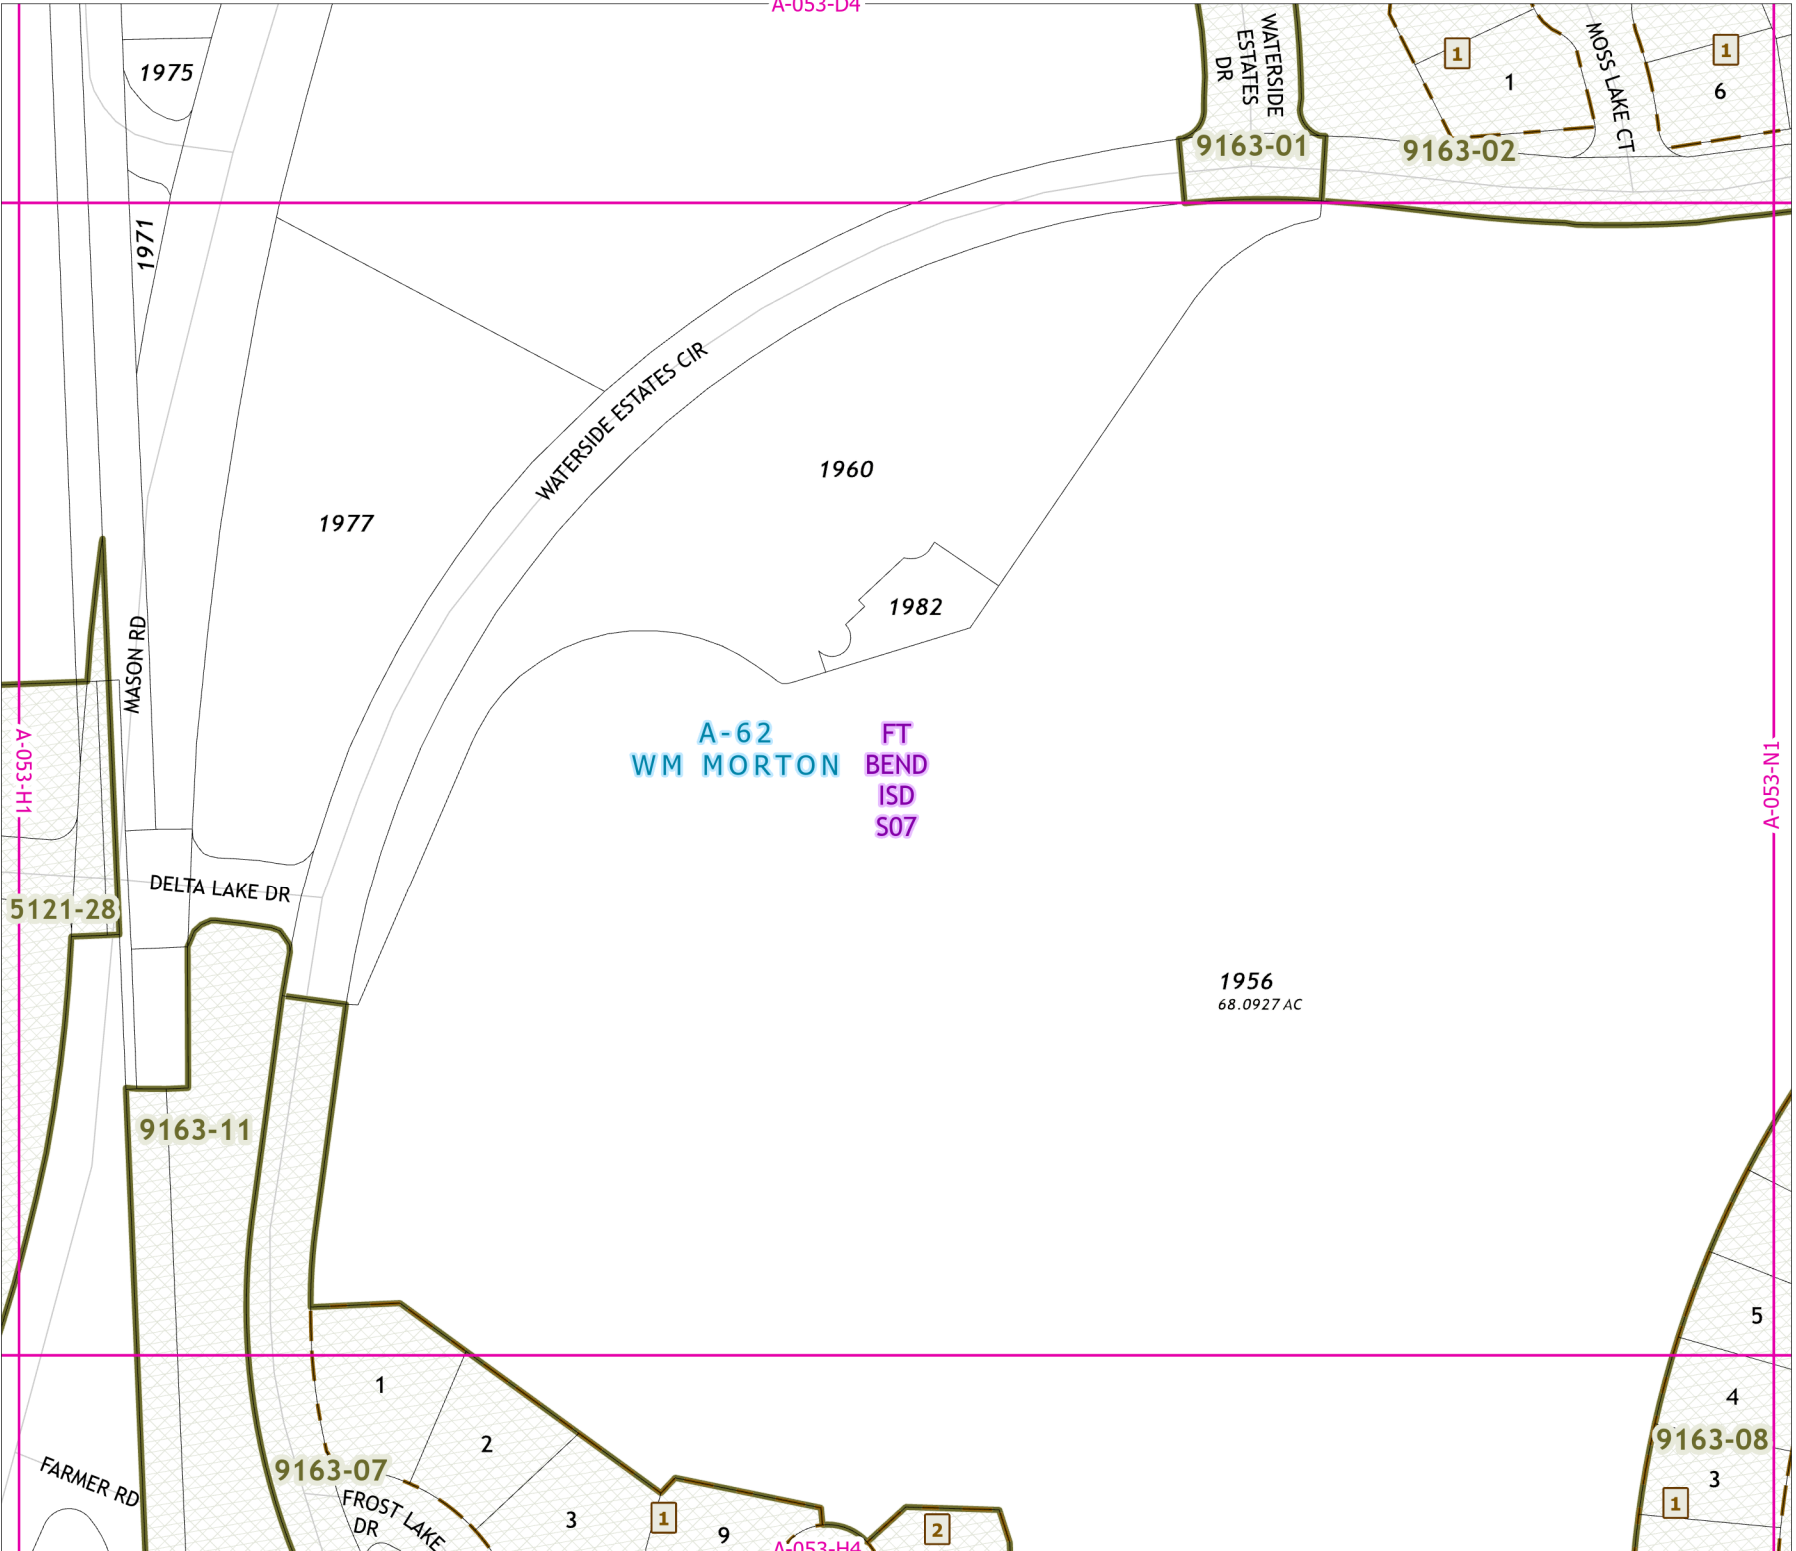 A-053-D4
1975
WATERSIDE
ESTATES
DR
1
1
MOSS LAKE CT
1
6
9163-01
9163-02
1971
WATERSIDE ESTATES CIR
1960
1977
1982
MASON RD
A-62
WM MORTON
FT
BEND
ISD
S07
A-053-H1
A-053-N1
DELTA LAKE DR
5121-28
1956
68.0927 AC
9163-11
5
1
4
2
9163-08
9163-07
3
1
FARMER RD
FROST LAKE
DR
3
1
9
2
A-053-H4